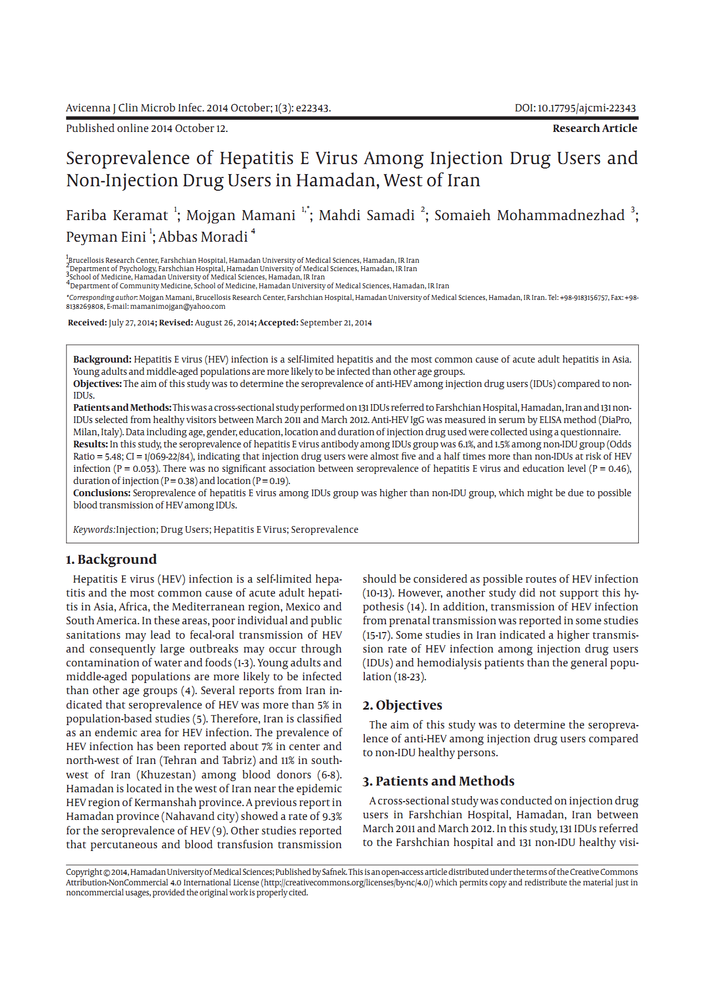 Avicenna J Clin Microb Infec. 2014 October; 1(3): e22343.
DOI: 10.17795/ajcmi-22343
Published online 2014 October 12.
Research Article
Seroprevalence of Hepatitis E Virus Among Injection Drug Users and
Non-Injection Drug Users in Hamadan, West of Iran
Fariba Keramat 1; Mojgan Mamani 1,*; Mahdi Samadi 2; Somaieh Mohammadnezhad 3;
Peyman Eini 1; Abbas Moradi 4
1Brucellosis Research Center, Farshchian Hospital, Hamadan University of Medical Sciences, Hamadan, IR Iran
2Department of Psychology, Farshchian Hospital, Hamadan University of Medical Sciences, Hamadan, IR Iran
3School of Medicine, Hamadan University of Medical Sciences, Hamadan, IR Iran
4Department of Community Medicine, School of Medicine, Hamadan University of Medical Sciences, Hamadan, IR Iran
*Corresponding author: Mojgan Mamani, Brucellosis Research Center, Farshchian Hospital, Hamadan University of Medical Sciences, Hamadan, IR Iran. Tel: +98-9183156757, Fax: +98-
8138269808, E-mail: mamanimojgan@yahoo.com
Received: July 27, 2014; Revised: August 26, 2014; Accepted: September 21, 2014
Background: Hepatitis E virus (HEV) infection is a self-limited hepatitis and the most common cause of acute adult hepatitis in Asia.
Young adults and middle-aged populations are more likely to be infected than other age groups.
Objectives: The aim of this study was to determine the seroprevalence of anti-HEV among injection drug users (IDUs) compared to non-
IDUs.
Patients and Methods: This was a cross-sectional study performed on 131 IDUs referred to Farshchian Hospital, Hamadan, Iran and 131 non-
IDUs selected from healthy visitors between March 2011 and March 2012. Anti-HEV IgG was measured in serum by ELISA method (DiaPro,
Milan, Italy). Data including age, gender, education, location and duration of injection drug used were collected using a questionnaire.
Results: In this study, the seroprevalence of hepatitis E virus antibody among IDUs group was 6.1%, and 1.5% among non-IDU group (Odds
Ratio = 5.48; CI = 1/069-22/84), indicating that injection drug users were almost five and a half times more than non-IDUs at risk of HEV
infection (P = 0.053). There was no significant association between seroprevalence of hepatitis E virus and education level (P = 0.46),
duration of injection (P = 0.38) and location (P = 0.19).
Conclusions: Seroprevalence of hepatitis E virus among IDUs group was higher than non-IDU group, which might be due to possible
blood transmission of HEV among IDUs.
Keywords:Injection; Drug Users; Hepatitis E Virus; Seroprevalence
1. Background
Hepatitis E virus (HEV) infection is a self-limited hepa-
titis and the most common cause of acute adult hepati-
tis in Asia, Africa, the Mediterranean region, Mexico and
South America. In these areas, poor individual and public
sanitations may lead to fecal-oral transmission of HEV
and consequently large outbreaks may occur through
contamination of water and foods (1-3). Young adults and
middle-aged populations are more likely to be infected
than other age groups (4). Several reports from Iran in-
dicated that seroprevalence of HEV was more than 5% in
population-based studies (5). Therefore, Iran is classified
as an endemic area for HEV infection. The prevalence of
HEV infection has been reported about 7% in center and
north-west of Iran (Tehran and Tabriz) and 11% in south-
west of Iran (Khuzestan) among blood donors (6-8).
Hamadan is located in the west of Iran near the epidemic
HEV region of Kermanshah province. A previous report in
Hamadan province (Nahavand city) showed a rate of 9.3%
for the seroprevalence of HEV (9). Other studies reported
that percutaneous and blood transfusion transmission
should be considered as possible routes of HEV infection
(10-13). However, another study did not support this hy-
pothesis (14). In addition, transmission of HEV infection
from prenatal transmission was reported in some studies
(15-17). Some studies in Iran indicated a higher transmis-
sion rate of HEV infection among injection drug users
(IDUs) and hemodialysis patients than the general popu-
lation (18-23).
2. Objectives
The aim of this study was to determine the seropreva-
lence of anti-HEV among injection drug users compared
to non-IDU healthy persons.
3. Patients and Methods
A cross-sectional study was conducted on injection drug
users in Farshchian Hospital, Hamadan, Iran between
March 2011 and March 2012. In this study, 131 IDUs referred
to the Farshchian hospital and 131 non-IDU healthy visi-
Copyright © 2014, Hamadan University of Medical Sciences; Published by Safnek. This is an open-access article distributed under the terms of the Creative Commons
Attribution-NonCommercial 4.0 International License (http://creativecommons.org/licenses/by-nc/4.0/) which permits copy and redistribute the material just in
noncommercial usages, provided the original work is properly cited.